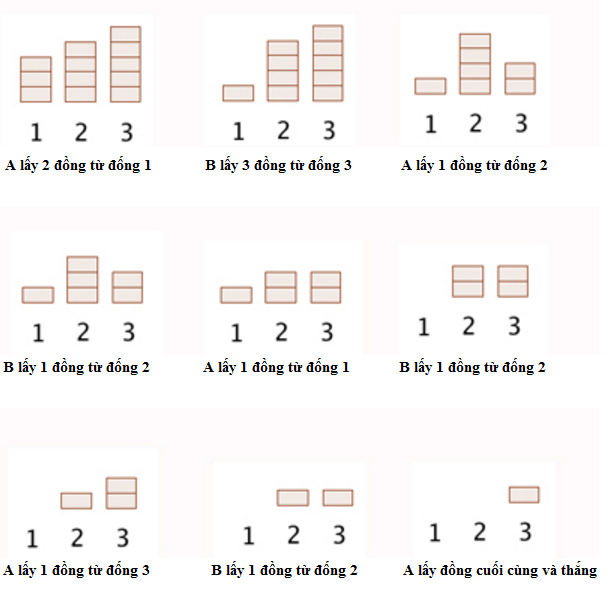 1 2 3
A lấy 2 đồng từ đống 1
1 2 3
B lấy 3 đồng từ đống 3
1 2 3
A lấy 1 đồng từ đống 2
1 2 3
B lấy 1 đồng từ đống 2
1 2 3
A lấy 1 đồng từ đống 1
1 2 3
B lấy 1 đồng từ đống 2
1 2 3
A lấy 1 đồng từ đống 3
1 2 3
B lấy 1 đồng từ đống 2
1 2 3
A lấy đồng cuối cùng và thắng